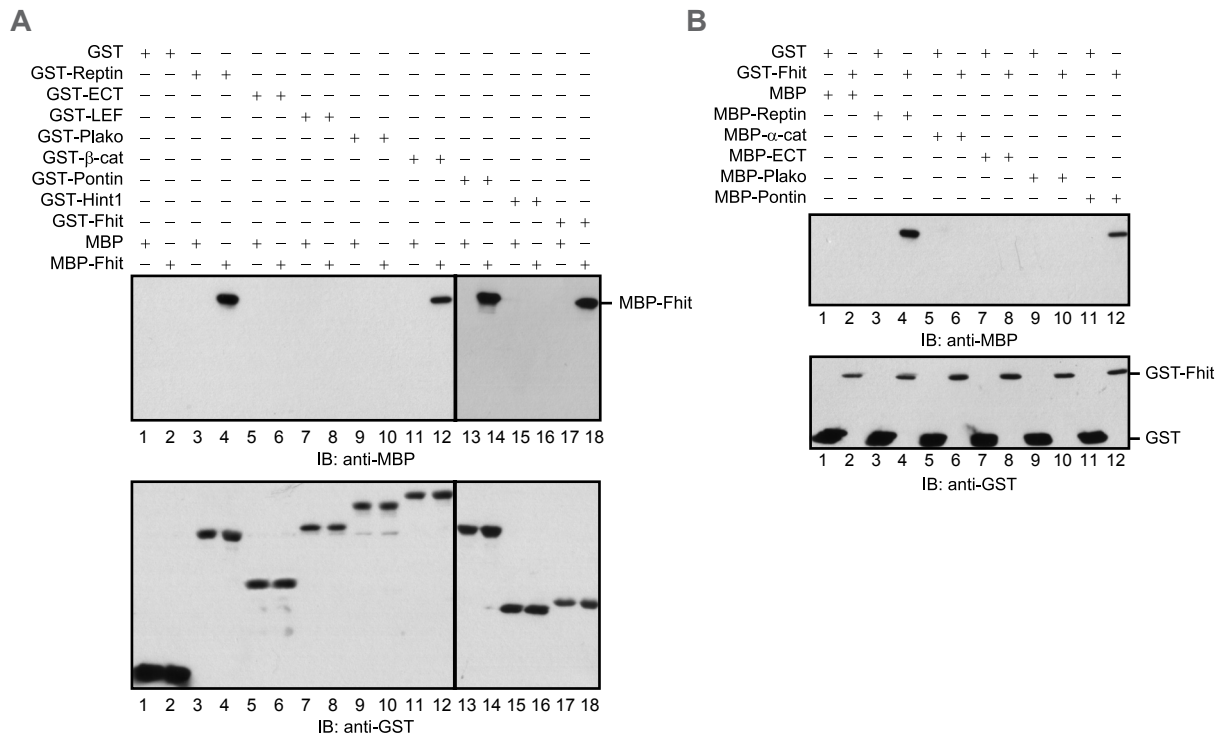 A
GST + + – – – – – – – – – – – – – – – –
GST-Reptin – – + + – – – – – – – – – – – – – –
GST-ECT – – – – + + – – – – – – – – – – – –
GST-LEF – – – – – – + + – – – – – – – – – –
GST-Plako – – – – – – – – + + – – – – – – – –
GST-β-cat – – – – – – – – – – + + – – – – – –
GST-Pontin – – – – – – – – – – – – + + – – – –
GST-Hint1 – – – – – – – – – – – – – – + + – –
GST-Fhit – – – – – – – – – – – – – – – – + +
MBP + – + – + – + – + – + – + – + – + –
MBP-Fhit – + – + – + – + – + – + – + – + – +
MBP-Fhit
1 2 3 4 5 6 7 8 9 10 11 12 13 14 15 16 17 18
IB: anti-MBP
1 2 3 4 5 6 7 8 9 10 11 12 13 14 15 16 17 18
IB: anti-GST
B
GST + – + – + – + – + – + –
GST-Fhit – + – + – + – + – + – +
MBP + + – – – – – – – – – –
MBP-Reptin – – + + – – – – – – – –
MBP-α-cat – – – – + + – – – – – –
MBP-ECT – – – – – – + + – – – –
MBP-Plako – – – – – – – – + + – –
MBP-Pontin – – – – – – – – – – + +
1 2 3 4 5 6 7 8 9 10 11 12
IB: anti-MBP
GST-Fhit
GST
1 2 3 4 5 6 7 8 9 10 11 12
IB: anti-GST